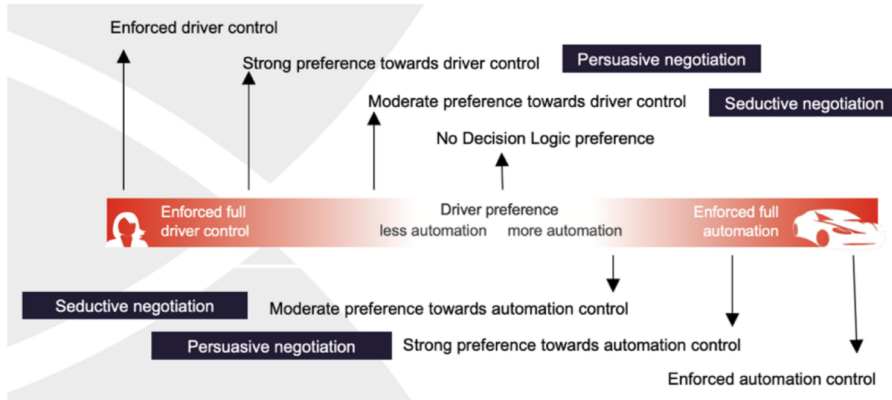 Enforced driver control
Strong preference towards driver control
Persuasive negotiation
Moderate preference towards driver control
Seductive negotiation
No Decision Logic preference
Enforced full
driver control
Driver preference
less automation more automation
Enforced full
automation
Seductive negotiation
Moderate preference towards automation control
Persuasive negotiation
Strong preference towards automation control
Enforced automation control